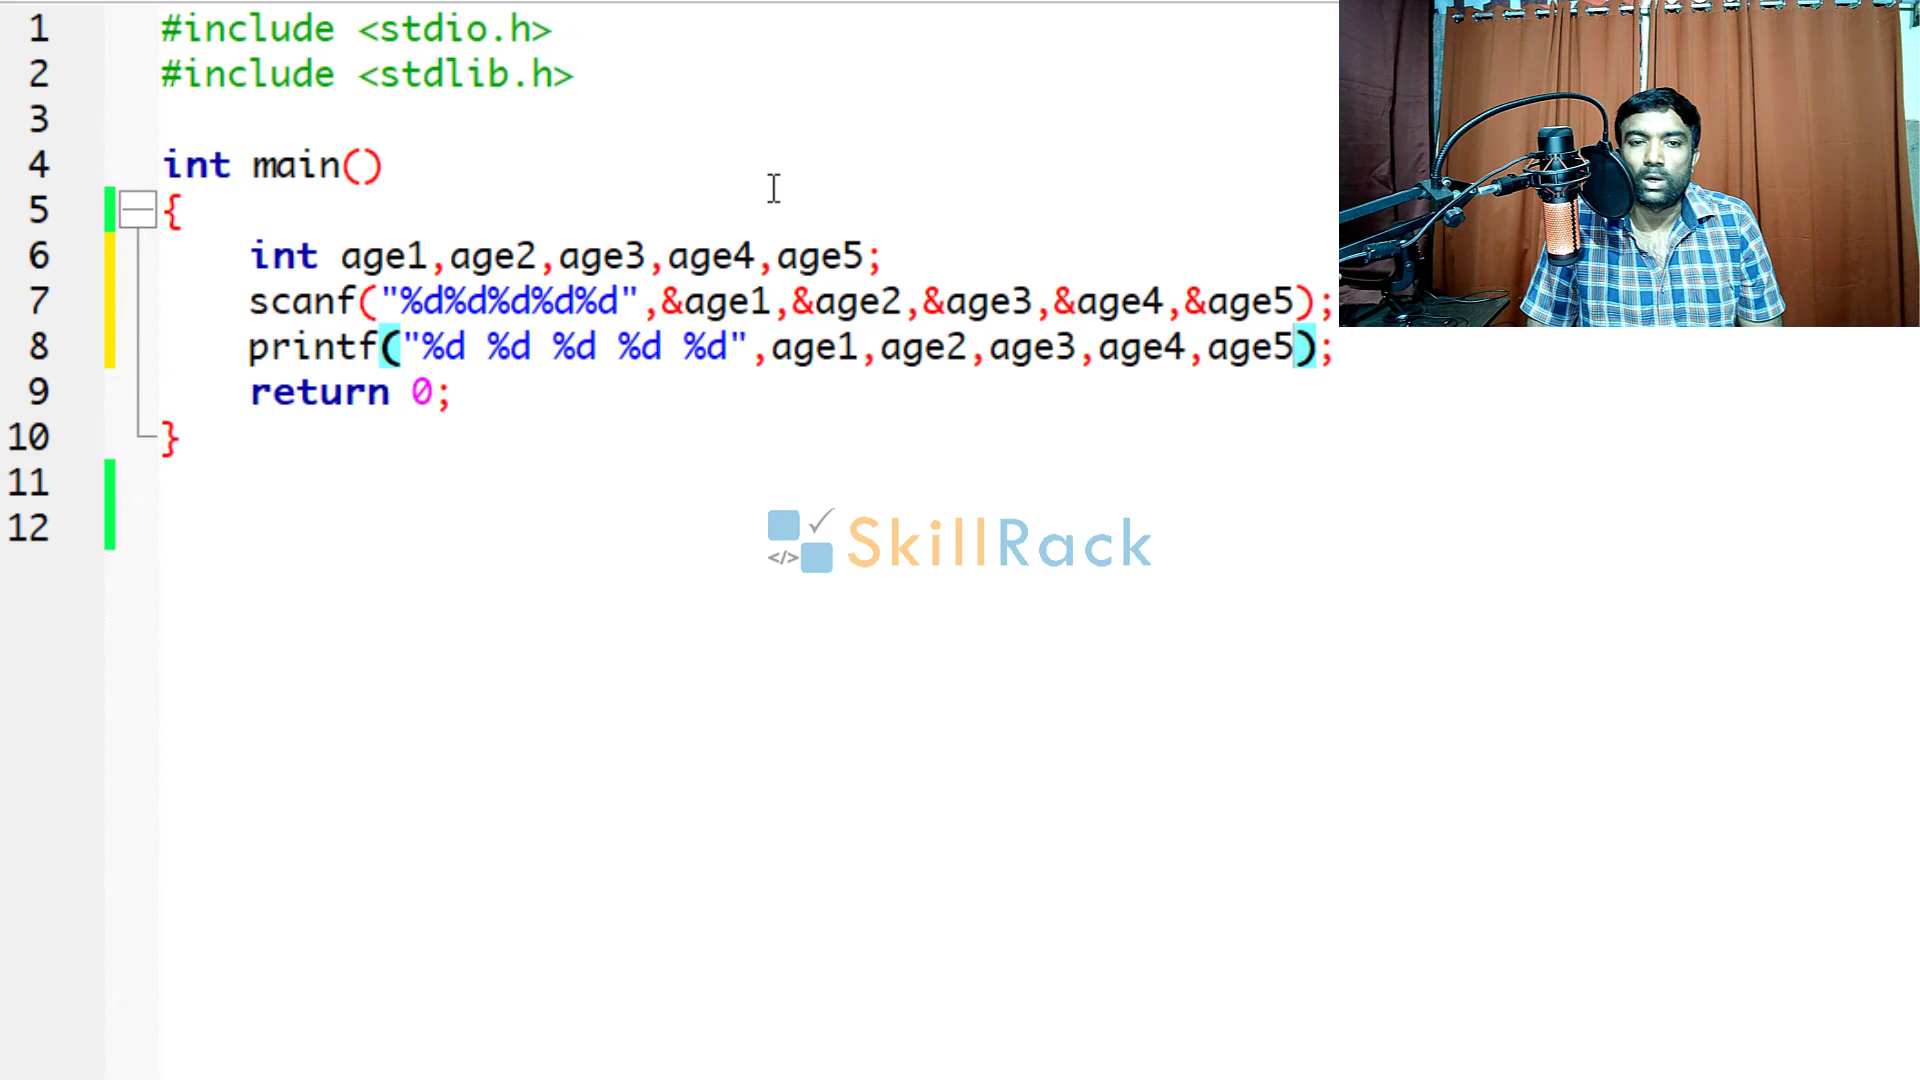 1 #include <stdio.h>
2 #include <stdlib.h>
3
4 int main()
5 {
6 int age1,age2,age3,age4,age5;
7 scanf("%d%d%d%d%d",&age1,&age2,&age3,&age4,&age5);
8 printf("%d %d %d %d %d",age1,age2,age3,age4,age5);
9 return 0;
10 }
11
12
</> SkillRack